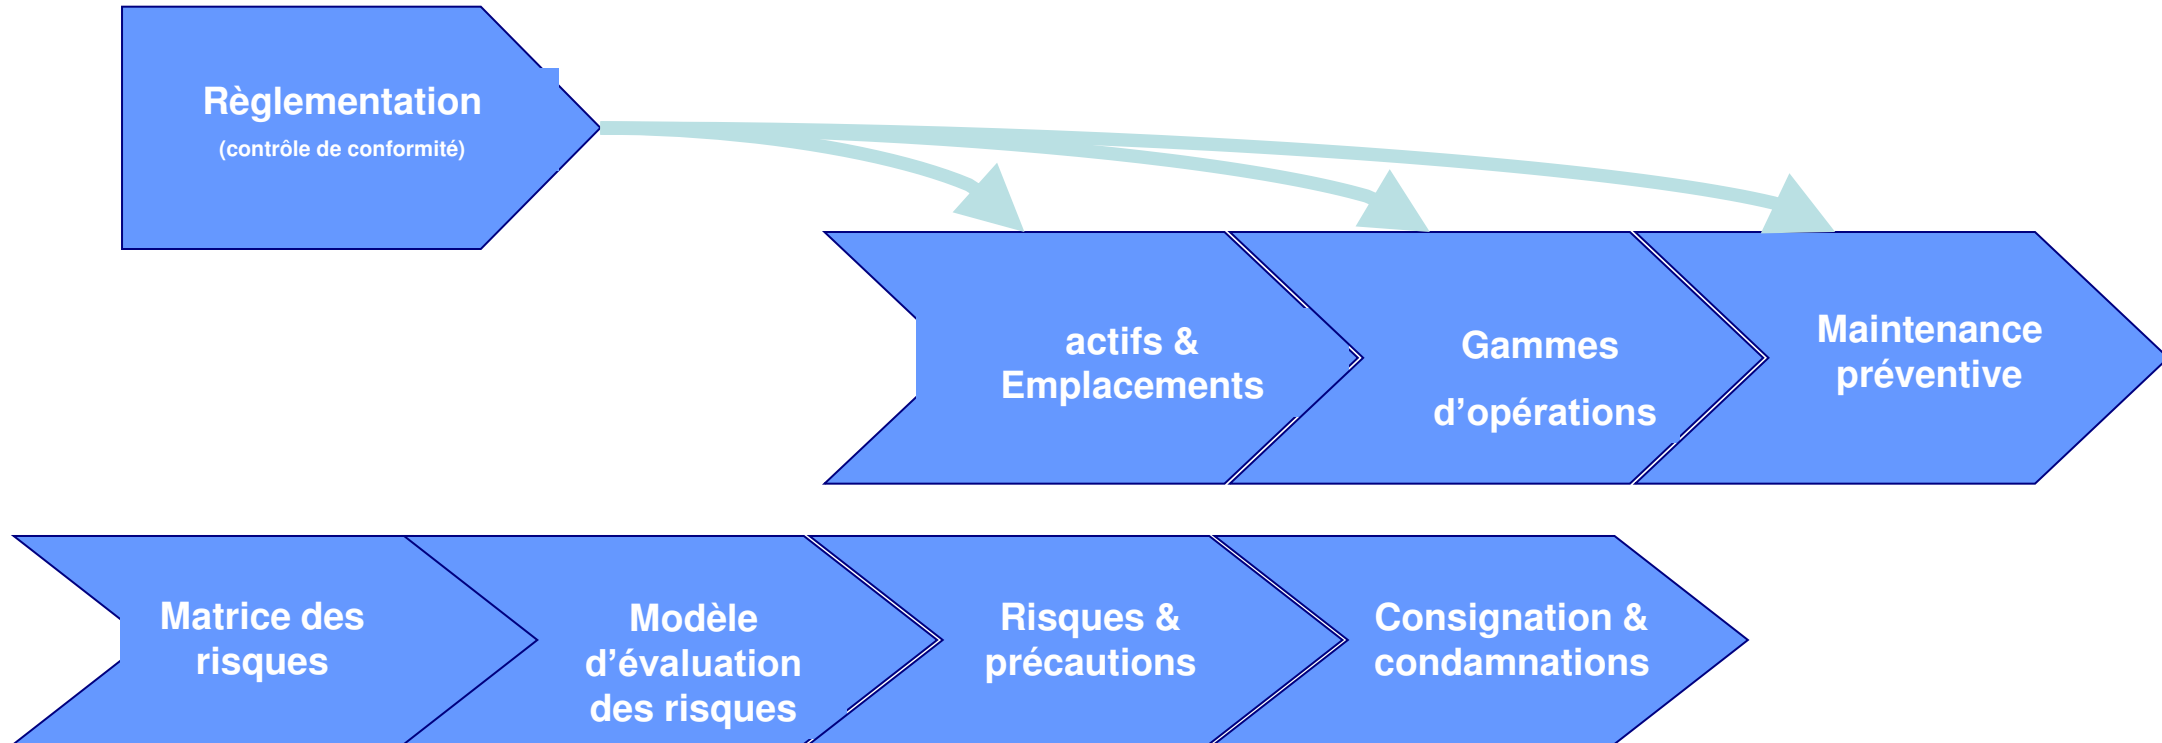 Règlementation
(contrôle de conformité)
actifs &
Emplacements
Gammes
d’opérations
Maintenance
préventive
Matrice des
risques
Modèle
d’évaluation
des risques
Risques &
précautions
Consignation &
condamnations